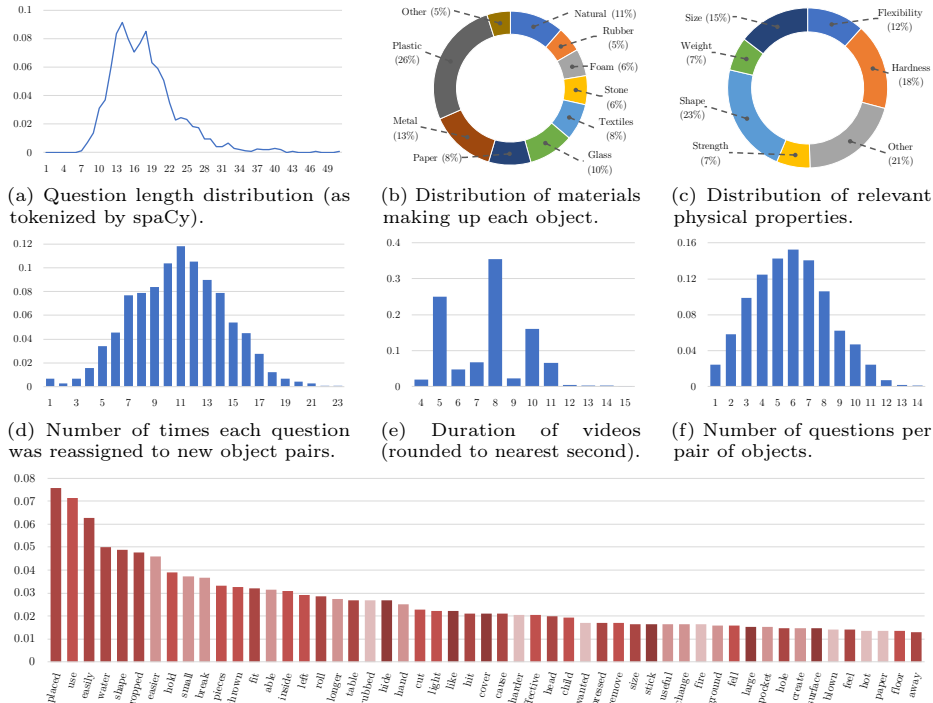 0.1
0.08
0.06
0.04
0.02
0
1 4 7 10 13 16 19 22 25 28 31 34 37 40 43 46 49
(a) Question length distribution (as
tokenized by spaCy).
Other (5%)
Natural (11%)
Rubber
(5%)
Foam (6%)
Stone
(6%)
Textiles
(8%)
Glass
(10%)
Paper (8%)
Metal
(13%)
Plastic
(26%)
(b) Distribution of materials
making up each object.
Size (15%)
Flexibility
(12%)
Hardness
(18%)
Other
(21%)
Strength
(7%)
Shape
(23%)
Weight
(7%)
(c) Distribution of relevant
physical properties.
0.12
0.1
0.08
0.06
0.04
0.02
0
1 3 5 7 9 11 13 15 17 19 21 23
(d) Number of times each question
was reassigned to new object pairs.
0.4
0.3
0.2
0.1
0
4 5 6 7 8 9 10 11 12 13 14 15
(e) Duration of videos
(rounded to nearest second).
0.16
0.12
0.08
0.04
0
1 2 3 4 5 6 7 8 9 10 11 12 13 14
(f) Number of questions per
pair of objects.
0.08
0.07
0.06
0.05
0.04
0.03
0.02
0.01
0
placed use easily water shape easier hold small break pieces fit able inside left roll longer table hide hand cut light like hit cover cause harder head child size stick useful change fire ground fell large pocket hole create surface blown feel hot paper floor away